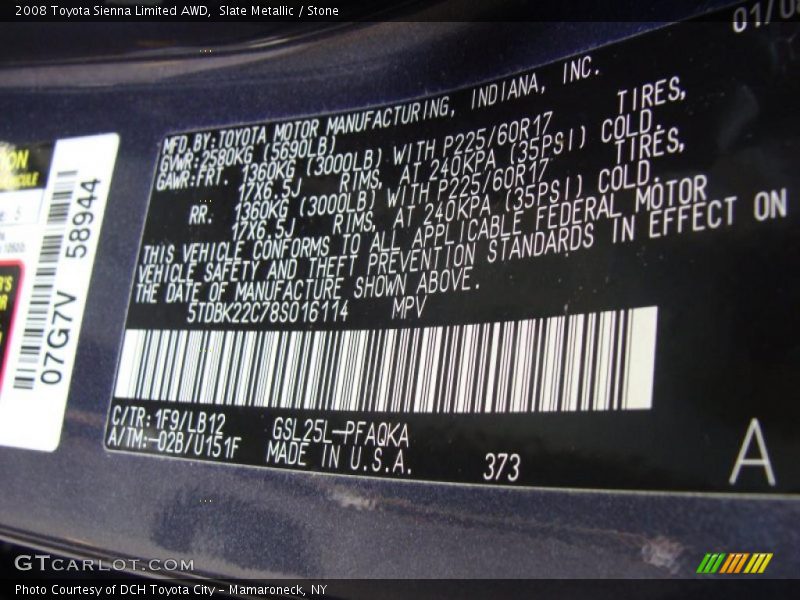 2008 Toyota Sienna Limited AWD, Slate Metallic / Stone
01/08
MFD.BY:TOYOTA MOTOR MANUFACTURING, INDIANA, INC.
GVWR:2580KG (5690LB)
GAWR:FRT. 1360KG (3000LB) WITH P225/60R17 TIRES,
17X6.5J RIMS, AT 240KPA (35PSI) COLD.
RR. 1360KG (3000LB) WITH P225/60R17 TIRES,
17X6.5J RIMS, AT 240KPA (35PSI) COLD.
THIS VEHICLE CONFORMS TO ALL APPLICABLE FEDERAL MOTOR
VEHICLE SAFETY AND THEFT PREVENTION STANDARDS IN EFFECT ON
THE DATE OF MANUFACTURE SHOWN ABOVE.
5TDBK22C78S016114 MPV
C/TR:1F9/LB12 GSL25L-PFAQKA
A/TM:-02B/U151F MADE IN U.S.A. 373
A
07G7V 58944
GTCARLOT.COM
Photo Courtesy of DCH Toyota City - Mamaroneck, NY